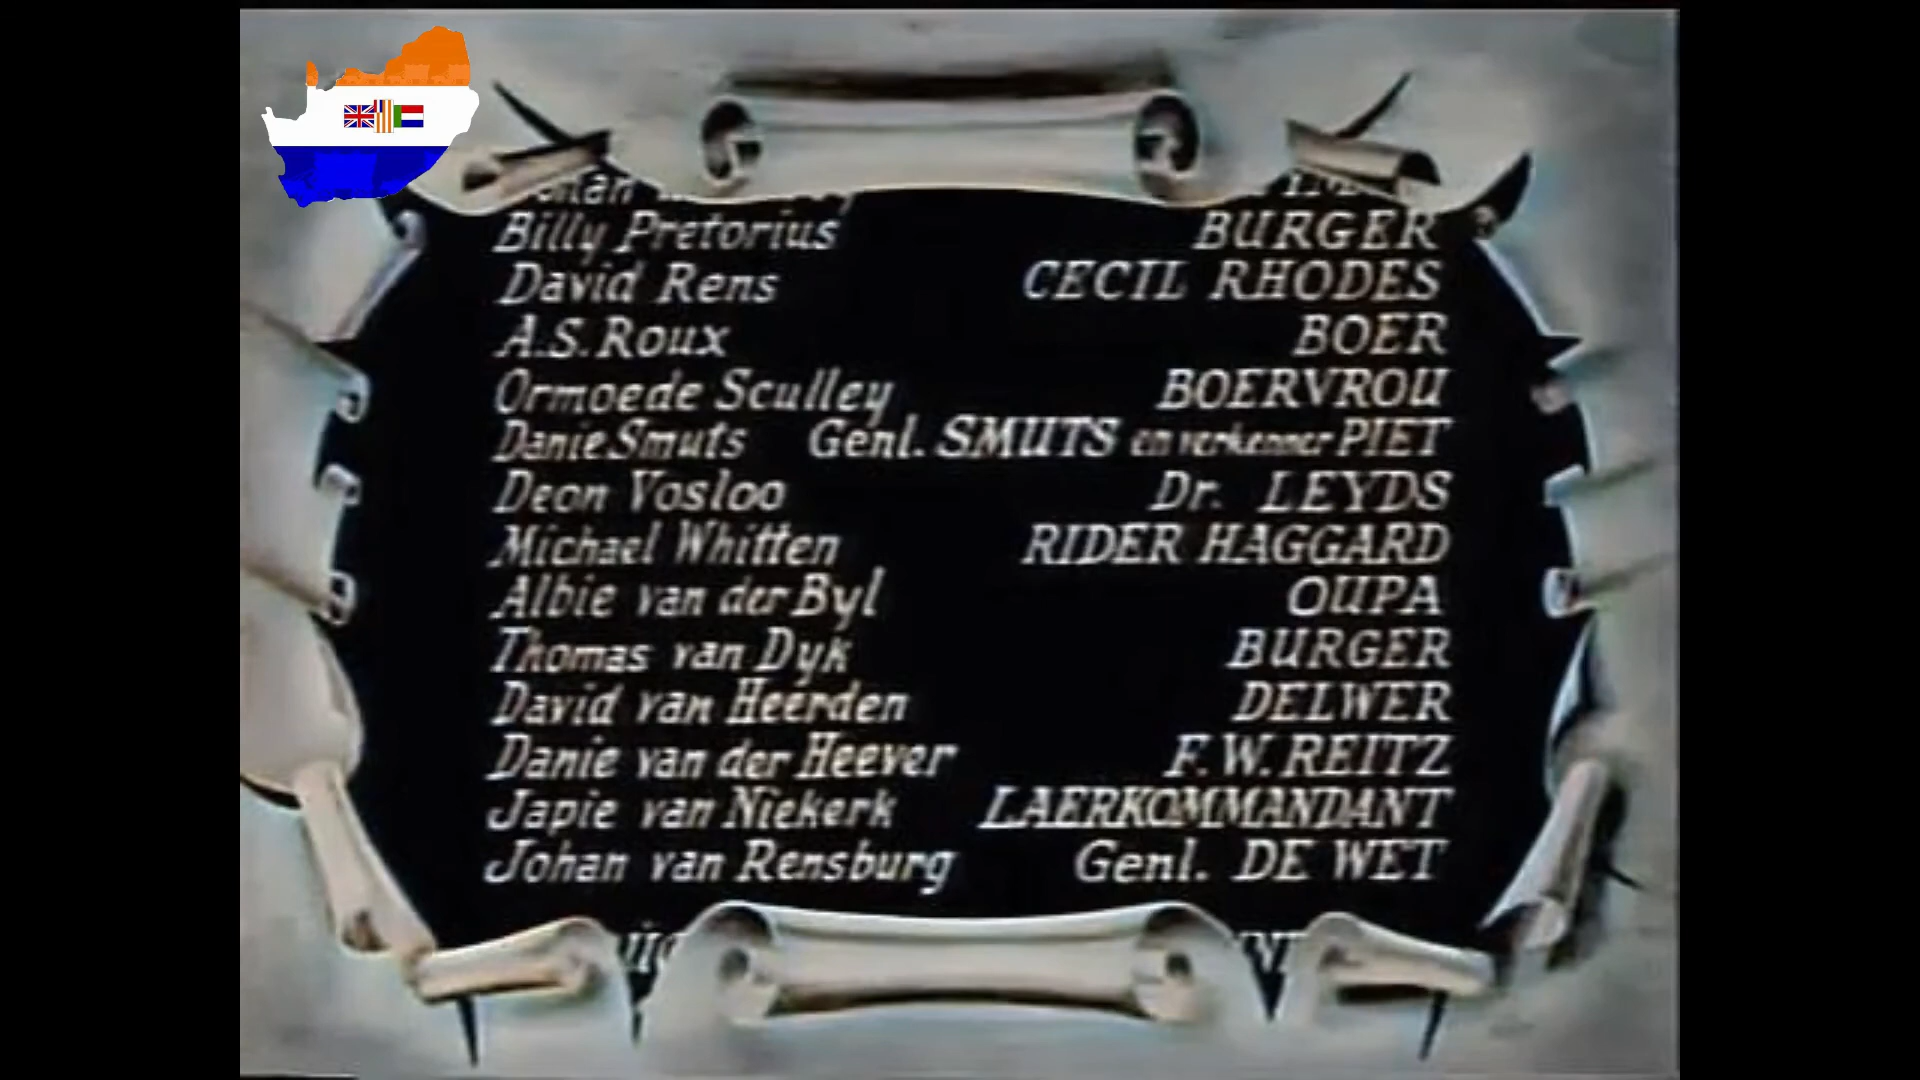 Billy Pretorius BURGER
David Rens CECIL RHODES
A.S. Roux BOER
Ormoede Sculley BOERVROU
Danie Smuts Genl. SMUTS en verkenner PIET
Deon Vosloo Dr. LEYDS
Michael Whitten RIDER HAGGARD
Albie van der Byl OUPA
Thomas van Dyk BURGER
David van Heerden DELWER
Danie van der Heever F.W. REITZ
Japie van Niekerk LAERKOMMANDANT
Johan van Rensburg Genl. DE WET